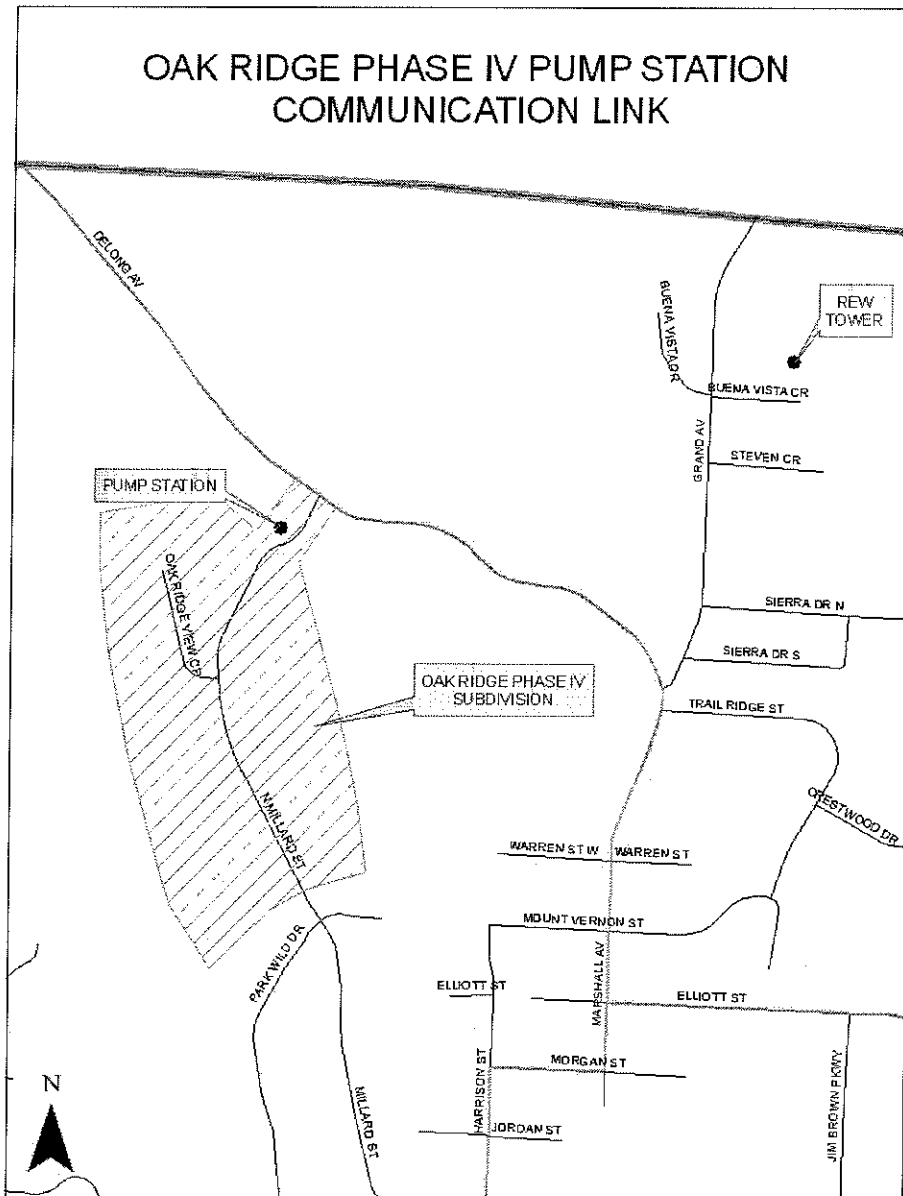 OAK RIDGE PHASE IV PUMP STATION
COMMUNICATION LINK
DELONG AV
BUENA VISTA DR
REW
TOWER
BUENA VISTA CR
GRAND AV
STEVEN CR
PUMP STATION
OAK RIDGE VIEW CR
SIERRA DR N
SIERRA DR S
OAK RIDGE PHASE IV
SUBDIVISION
TRAIL RIDGE ST
CRESTWOOD DR
N MILLARD ST
WARREN ST W
WARREN ST
MOUNT VERNON ST
PARKWILD DR
MARSHALL AV
ELLIOTT ST
ELLIOTT ST
HARRISON ST
MORGAN ST
MILLARD ST
JORDAN ST
JIM BROWN PKWY
N